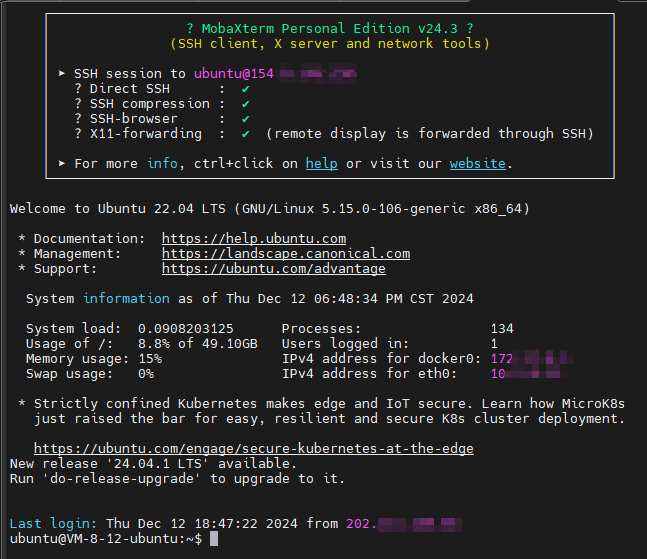 ? MobaXterm Personal Edition v24.3 ?
(SSH client, X server and network tools)
➤ SSH session to ubuntu@154
? Direct SSH : ✔
? SSH compression : ✔
? SSH-browser : ✔
? X11-forwarding : ✔ (remote display is forwarded through SSH)
➤ For more info, ctrl+click on help or visit our website.
Welcome to Ubuntu 22.04 LTS (GNU/Linux 5.15.0-106-generic x86_64)
* Documentation: https://help.ubuntu.com
* Management: https://landscape.canonical.com
* Support: https://ubuntu.com/advantage
System information as of Thu Dec 12 06:48:34 PM CST 2024
System load: 0.0908203125 Processes: 134
Usage of /: 8.8% of 49.10GB Users logged in: 1
Memory usage: 15% IPv4 address for docker0: 172
Swap usage: 0% IPv4 address for eth0: 10
* Strictly confined Kubernetes makes edge and IoT secure. Learn how MicroK8s
just raised the bar for easy, resilient and secure K8s cluster deployment.
https://ubuntu.com/engage/secure-kubernetes-at-the-edge
New release '24.04.1 LTS' available.
Run 'do-release-upgrade' to upgrade to it.
Last login: Thu Dec 12 18:47:22 2024 from 202.
ubuntu@VM-8-12-ubuntu:~$